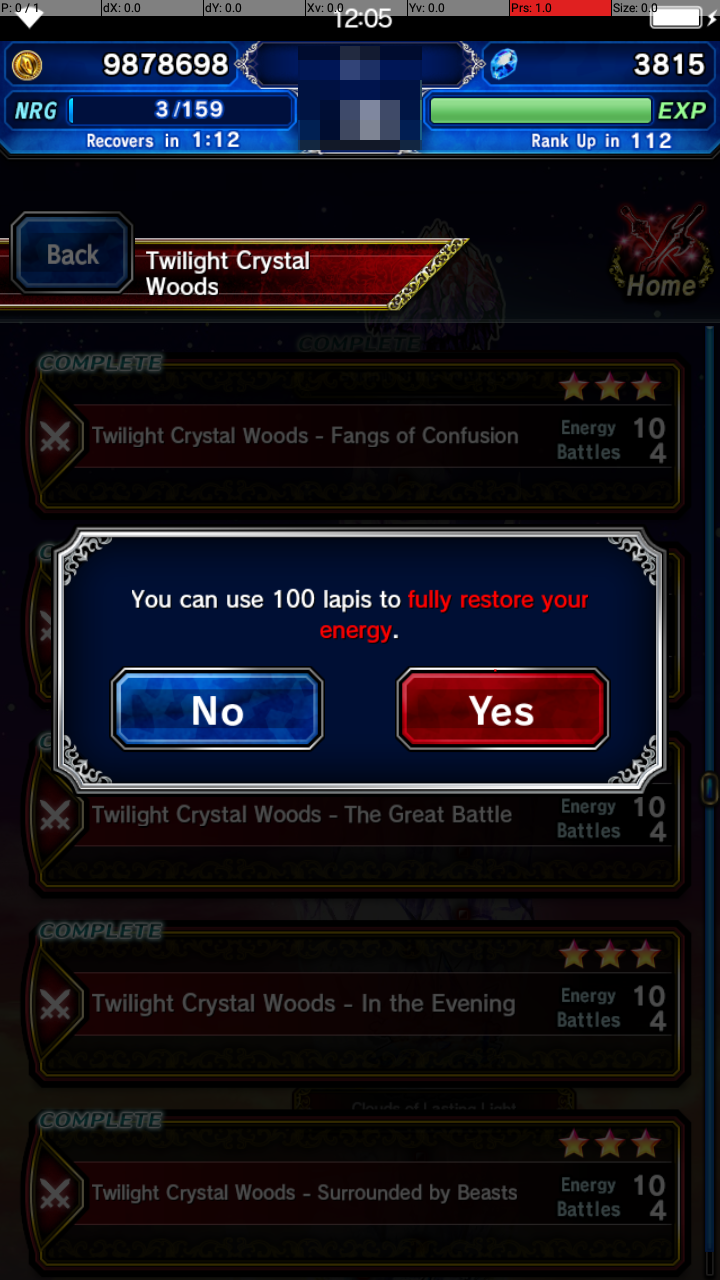 P: 0 / 1 dX: 0.0 dY: 0.0 Xv: 0.0 Yv: 0.0 Prs: 1.0 Size: 0.0
12:05
9878698 3815
NRG 3/159 EXP
Recovers in 1:12 Rank Up in 112
Back
Twilight Crystal
Woods
Home
COMPLETE
COMPLETE
Twilight Crystal Woods - Fangs of Confusion
Energy 10
Battles 4
You can use 100 lapis to fully restore your
energy.
No Yes
Twilight Crystal Woods - The Great Battle
Energy 10
Battles 4
COMPLETE
Twilight Crystal Woods - In the Evening
Energy 10
Battles 4
Clouds of Lasting Light
COMPLETE
Twilight Crystal Woods - Surrounded by Beasts
Energy 10
Battles 4